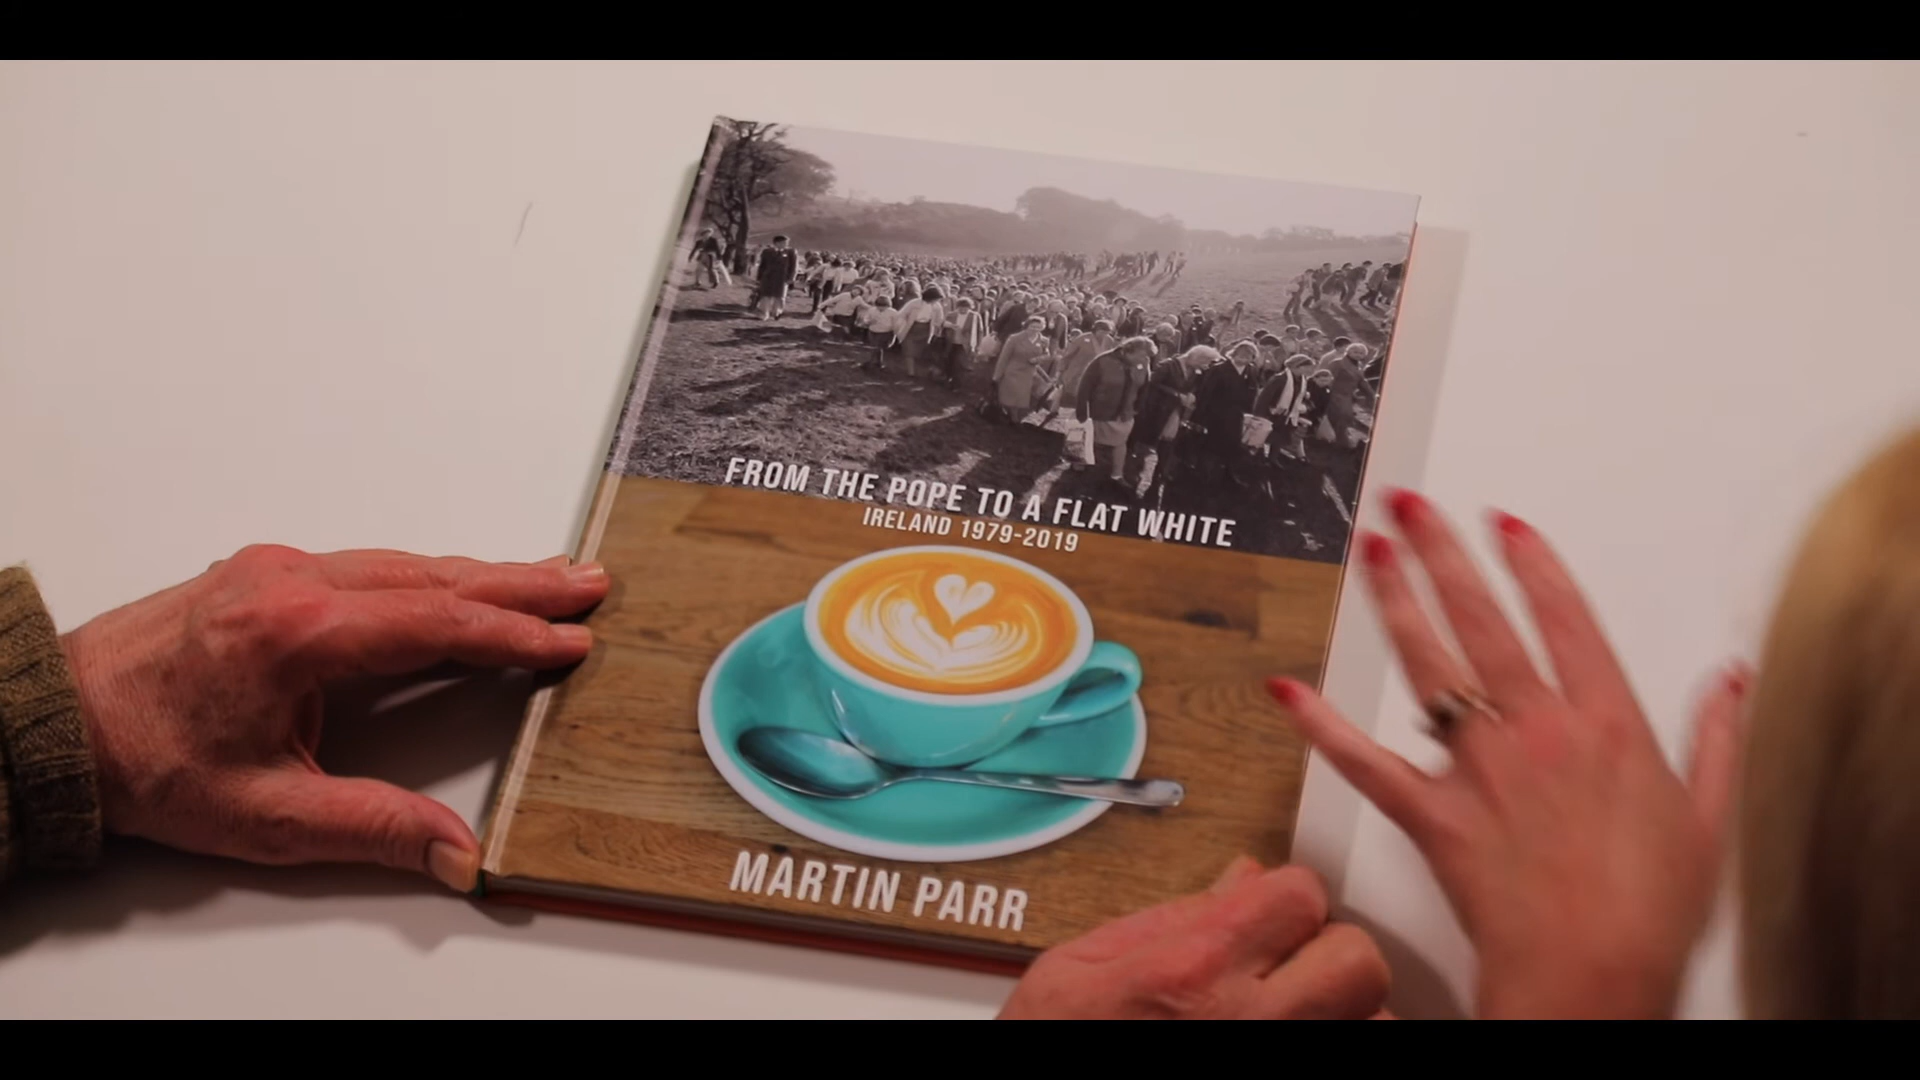 FROM THE POPE TO A FLAT WHITE
IRELAND 1979-2019
MARTIN PARR